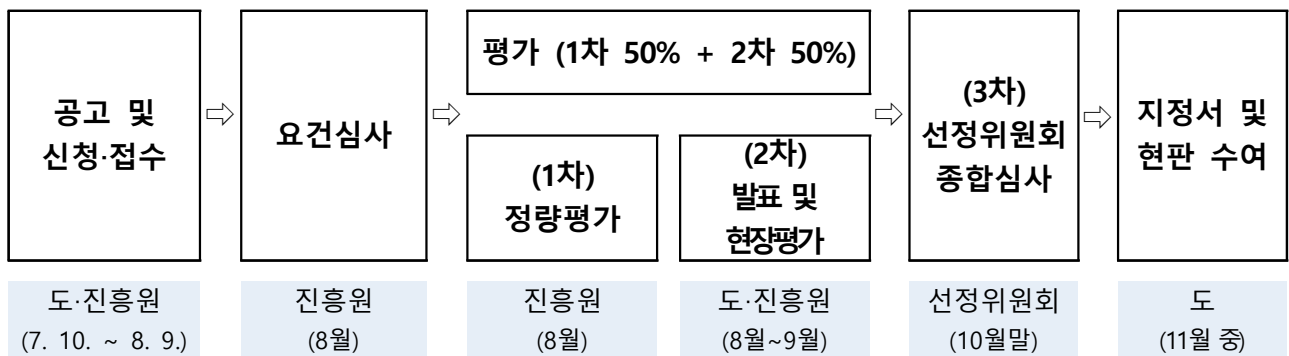 공고 및
신청·접수
⇨
요건심사
⇨
평가 (1차 50% + 2차 50%)
(1차)
정량평가
(2차)
발표 및
현장평가
⇨
(3차)
선정위원회
종합심사
⇨
지정서 및
현판 수여
도·진흥원
(7. 10. ~ 8. 9.)
진흥원
(8월)
진흥원
(8월)
도·진흥원
(8월~9월)
선정위원회
(10월말)
도
(11월 중)